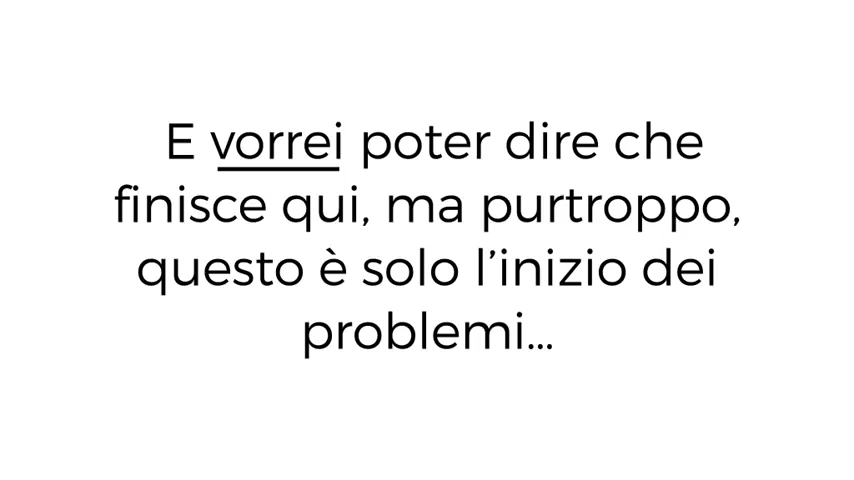 E vorrei poter dire che
finisce qui, ma purtroppo,
questo è solo l’inizio dei
problemi...